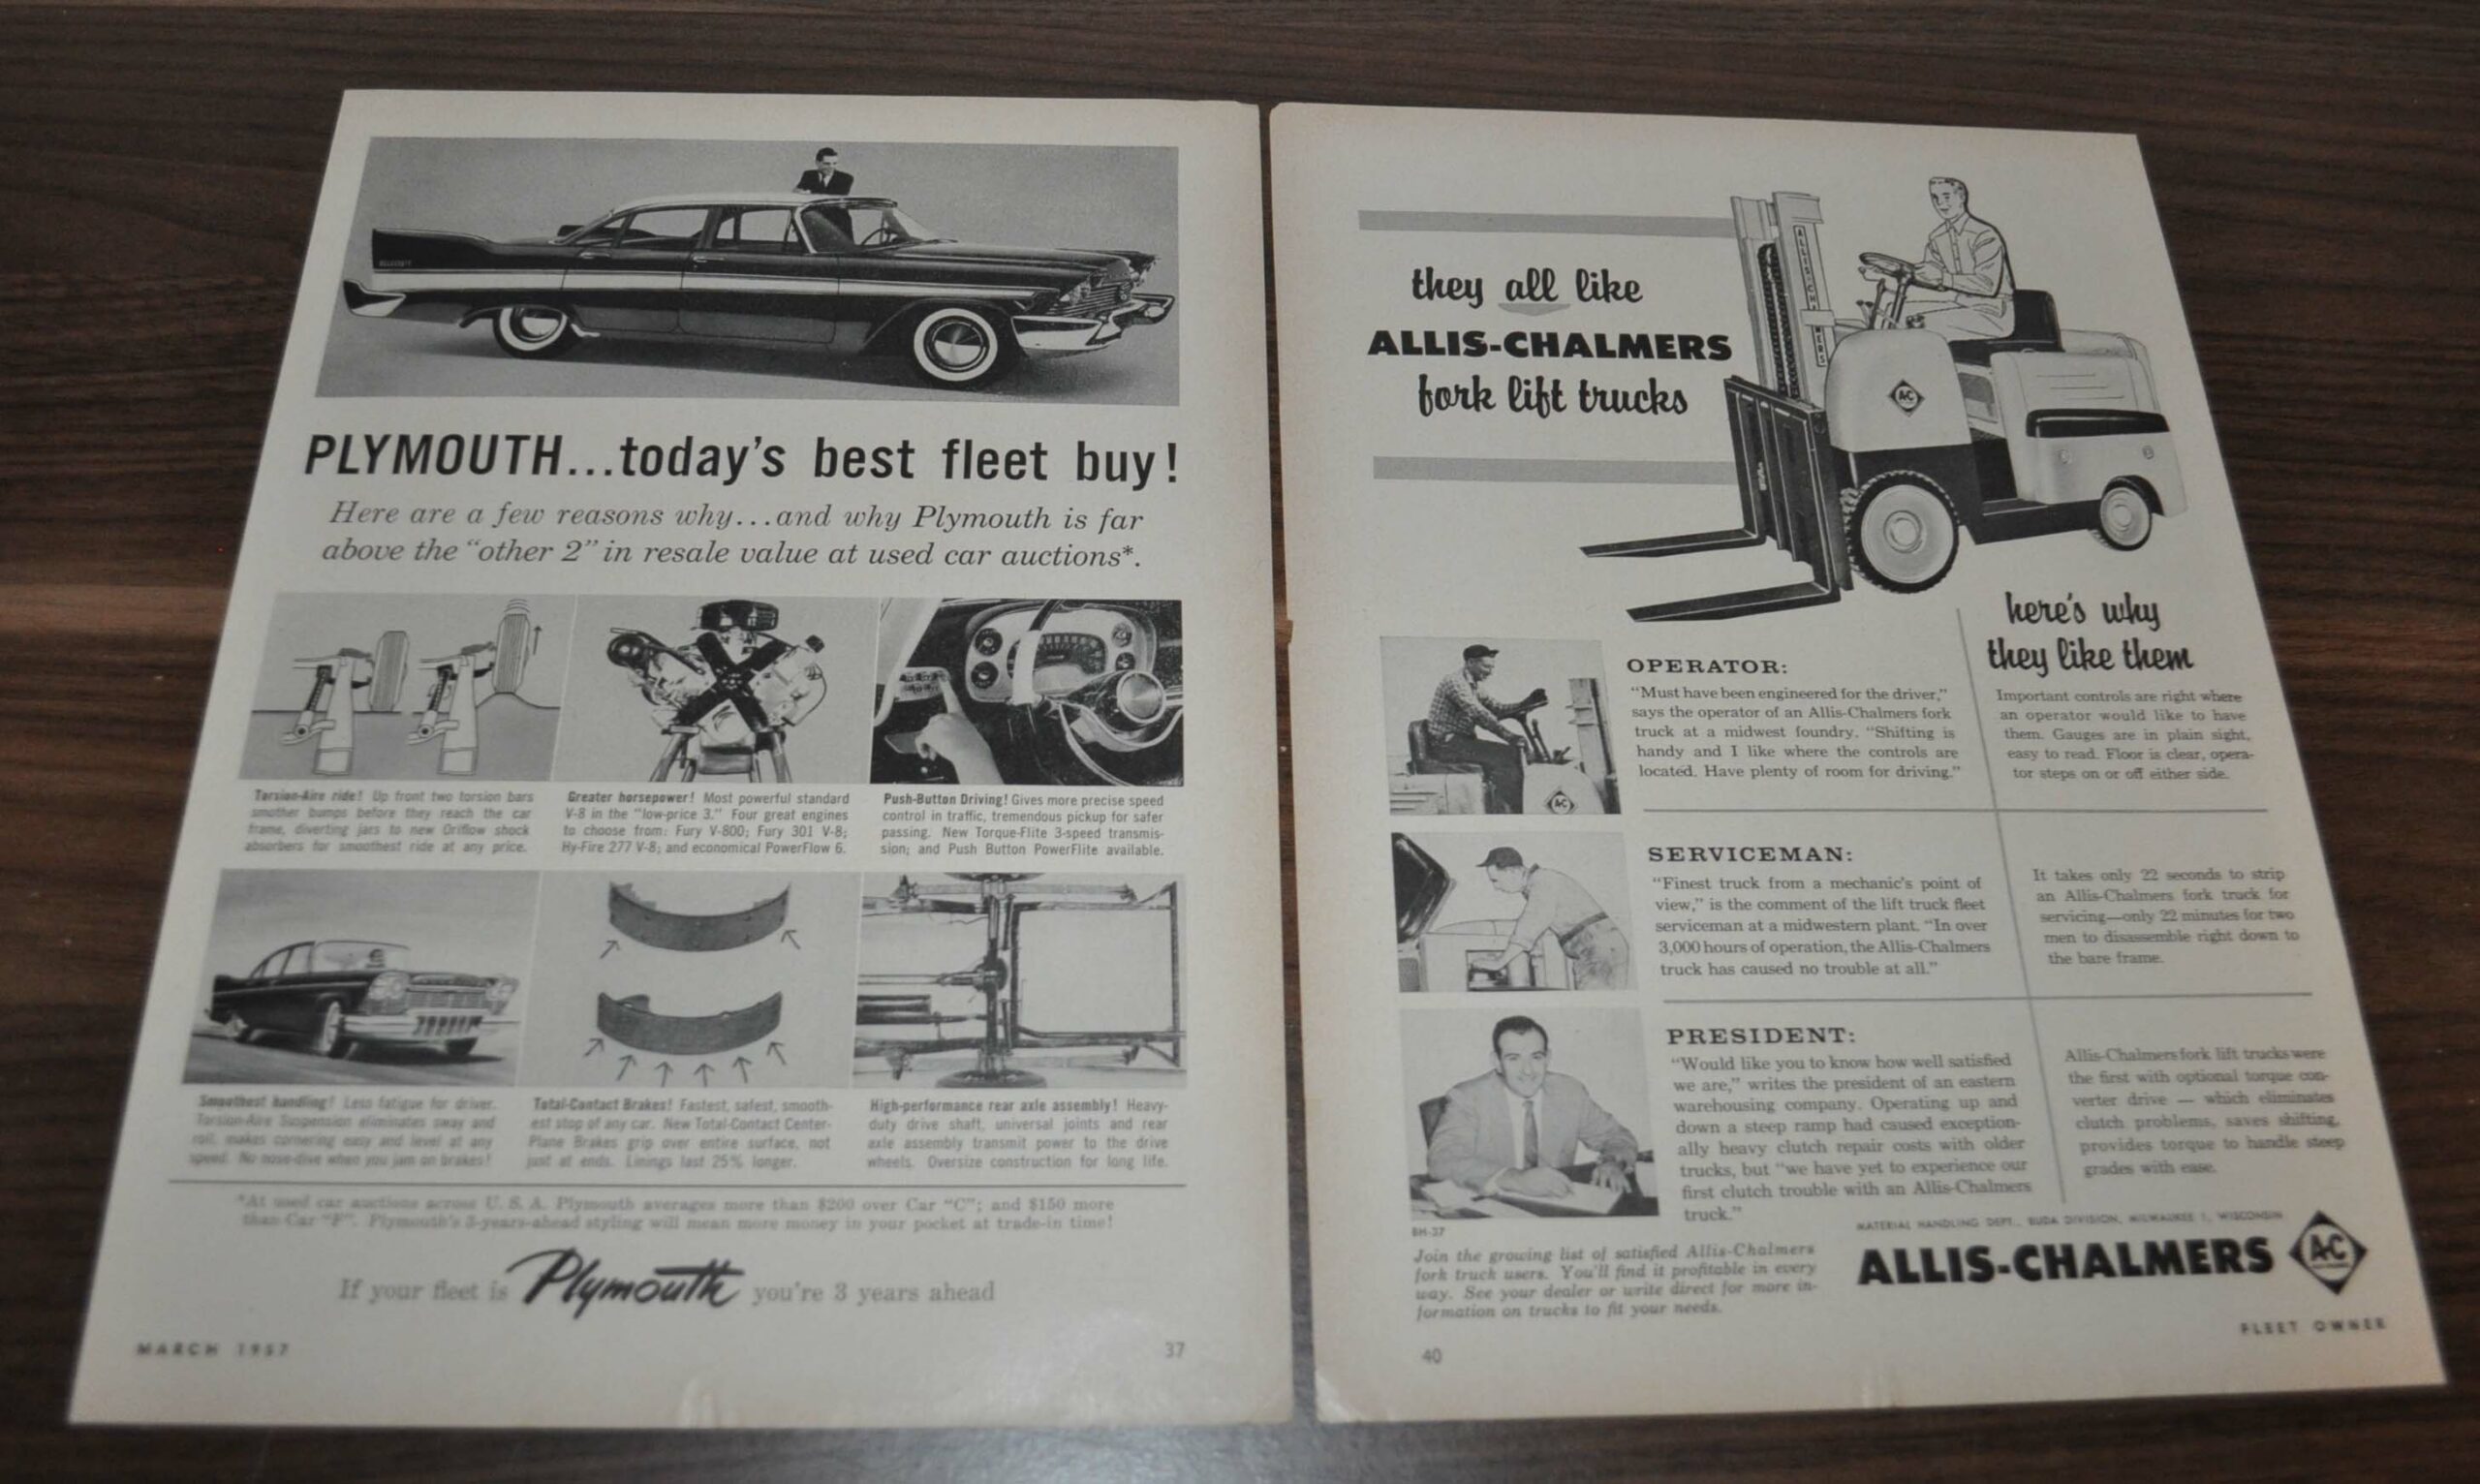 PLYMOUTH...today's best fleet buy!
Here are a few reasons why...and why Plymouth is far
above the "other 2" in resale value at used car auctions*.
Torsion-Aire ride! Up front two torsion bars
smother bumps before they reach the car
frame, diverting jars to new Oriflow shock
absorbers for smoothest ride at any price.
Greater horsepower! Most powerful standard
V-8 in the "low-price 3." Four great engines
to choose from: Fury V-800; Fury 301 V-8;
Hy-Fire 277 V-8; and economical PowerFlow 6.
Push-Button Driving! Gives more precise speed
control in traffic, tremendous pickup for safer
passing. New Torque-Flite 3-speed transmis-
sion; and Push Button PowerFlite available.
Smoothest handling! Less fatigue for driver.
Torsion-Aire Suspension eliminates sway and
roll, makes cornering easy and level at any
speed. No nose-dive when you jam on brakes!
Total-Contact Brakes! Fastest, safest, smooth-
est stop of any car. New Total-Contact Center-
Plane Brakes grip over entire surface, not
just at ends. Linings last 25% longer.
High-performance rear axle assembly! Heavy-
duty drive shaft, universal joints and rear
axle assembly transmit power to the drive
wheels. Oversize construction for long life.
*At used car auctions across U. S. A. Plymouth averages more than $200 over Car "C"; and $150 more
than Car "F". Plymouth's 3-years-ahead styling will mean more money in your pocket at trade-in time!
If your fleet is Plymouth you're 3 years ahead
MARCH 1957
37
they all like
ALLIS-CHALMERS
fork lift trucks
ALLIS-CHALMERS
A-C
here's why
they like them
OPERATOR:
"Must have been engineered for the driver,"
says the operator of an Allis-Chalmers fork
truck at a midwest foundry. "Shifting is
handy and I like where the controls are
located. Have plenty of room for driving."
Important controls are right where
an operator would like to have
them. Gauges are in plain sight,
easy to read. Floor is clear, opera-
tor steps on or off either side.
A-C
SERVICEMAN:
"Finest truck from a mechanic's point of
view," is the comment of the lift truck fleet
serviceman at a midwestern plant. "In over
3,000 hours of operation, the Allis-Chalmers
truck has caused no trouble at all."
It takes only 22 seconds to strip
an Allis-Chalmers fork truck for
servicing—only 22 minutes for two
men to disassemble right down to
the bare frame.
PRESIDENT:
"Would like you to know how well satisfied
we are," writes the president of an eastern
warehousing company. Operating up and
down a steep ramp had caused exception-
ally heavy clutch repair costs with older
trucks, but "we have yet to experience our
first clutch trouble with an Allis-Chalmers
truck."
Allis-Chalmers fork lift trucks were
the first with optional torque con-
verter drive — which eliminates
clutch problems, saves shifting,
provides torque to handle steep
grades with ease.
BH-37
Join the growing list of satisfied Allis-Chalmers
fork truck users. You'll find it profitable in every
way. See your dealer or write direct for more in-
formation on trucks to fit your needs.
MATERIAL HANDLING DEPT., BUDA DIVISION, MILWAUKEE 1, WISCONSIN
ALLIS-CHALMERS
A-C
40
FLEET OWNER